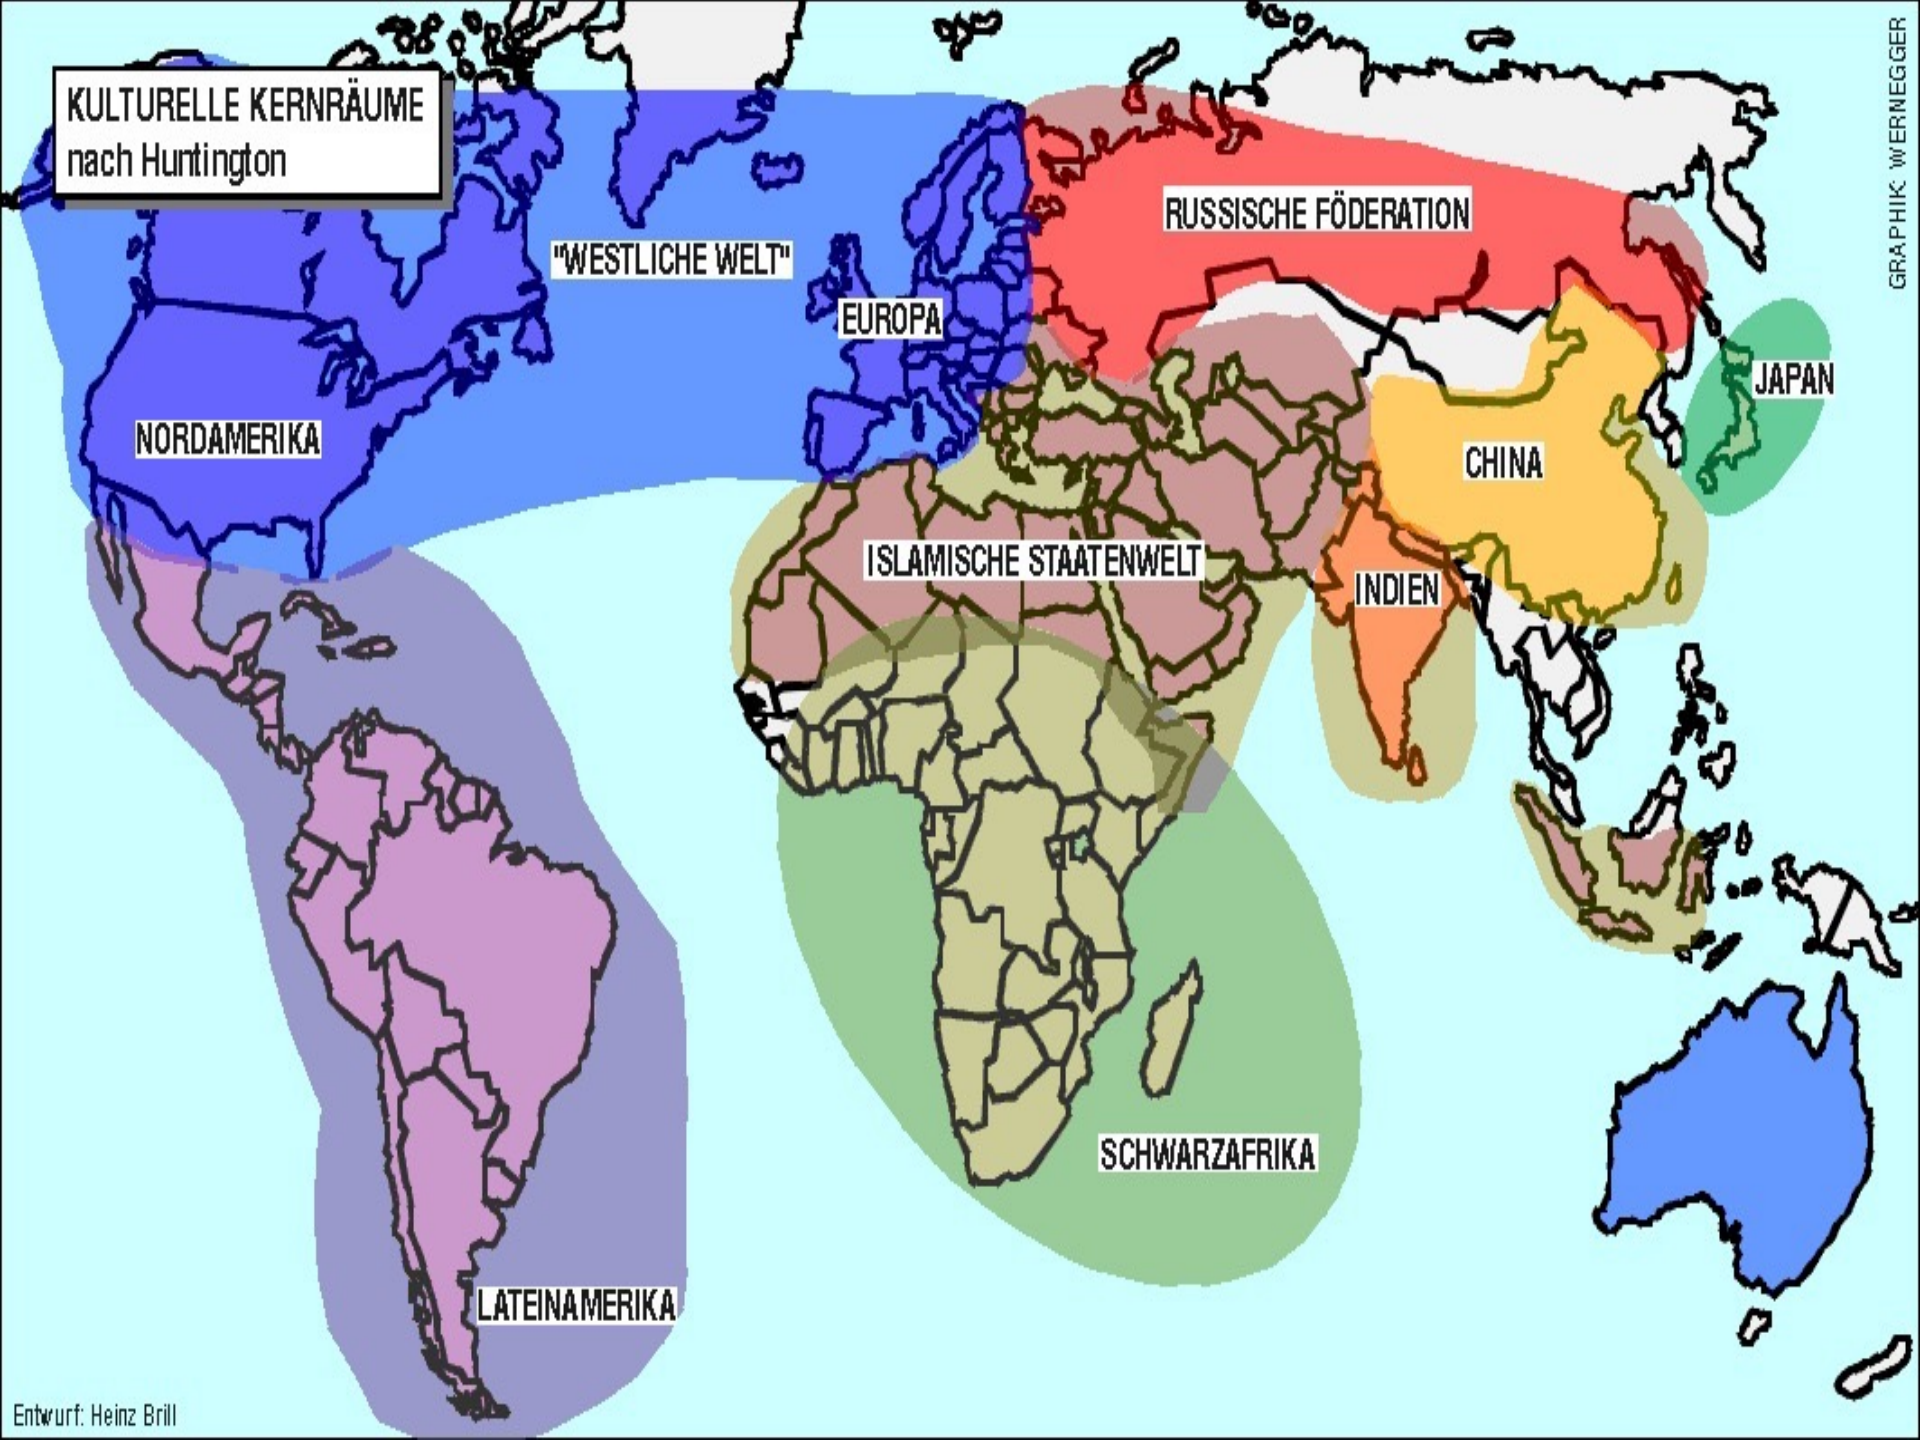 KULTURELLE KERNRÄUME
nach Huntington
GRAPHIK: WERNEGGER
RUSSISCHE FÖDERATION
"WESTLICHE WELT"
EUROPA
JAPAN
NORDAMERIKA
CHINA
ISLAMISCHE STAATENWELT
INDIEN
SCHWARZAFRIKA
LATEINAMERIKA
Entwurf: Heinz Brill